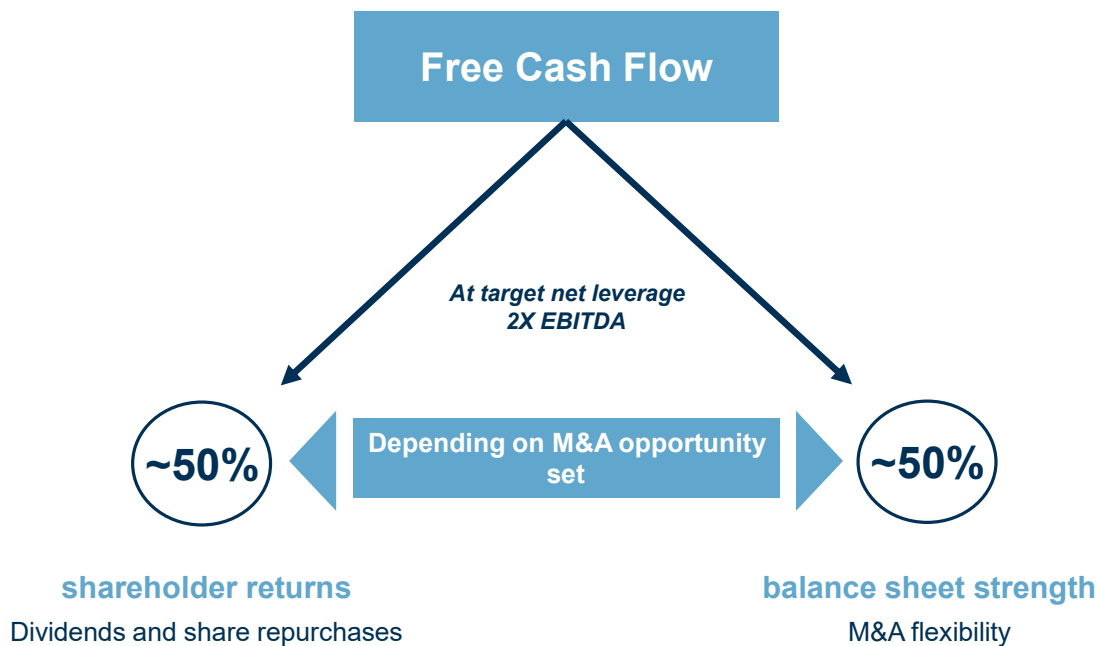 Free Cash Flow
At target net leverage
2X EBITDA
~50%
Depending on M&A opportunity
set
~50%
shareholder returns
Dividends and share repurchases
balance sheet strength
M&A flexibility